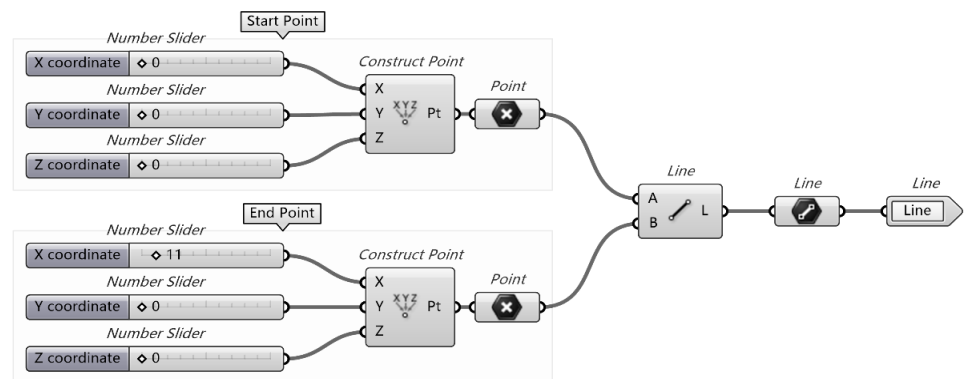 Start Point
Number Slider
X coordinate 0
Number Slider
Y coordinate 0
Number Slider
Z coordinate 0
Construct Point
X
Y
Z
XYZ
Pt
Point
End Point
Number Slider
X coordinate 11
Number Slider
Y coordinate 0
Number Slider
Z coordinate 0
Construct Point
X
Y
Z
XYZ
Pt
Point
Line
A
B
L
Line
Line
Line